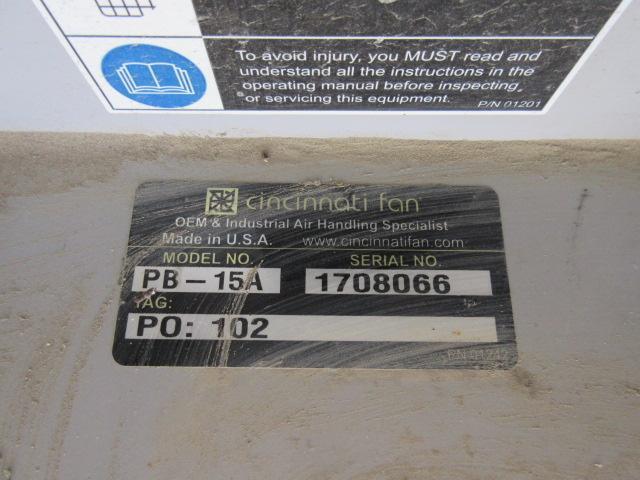 To avoid injury, you MUST read and
understand all the instructions in the
operating manual before inspecting
or servicing this equipment.
P/N 01201
cincinnati fan
OEM & Industrial Air Handling Specialist
Made in U.S.A. www.cincinnatifan.com
MODEL NO. SERIAL NO.
PB-15A 1708066
TAG:
PO: 102
P/N 01242